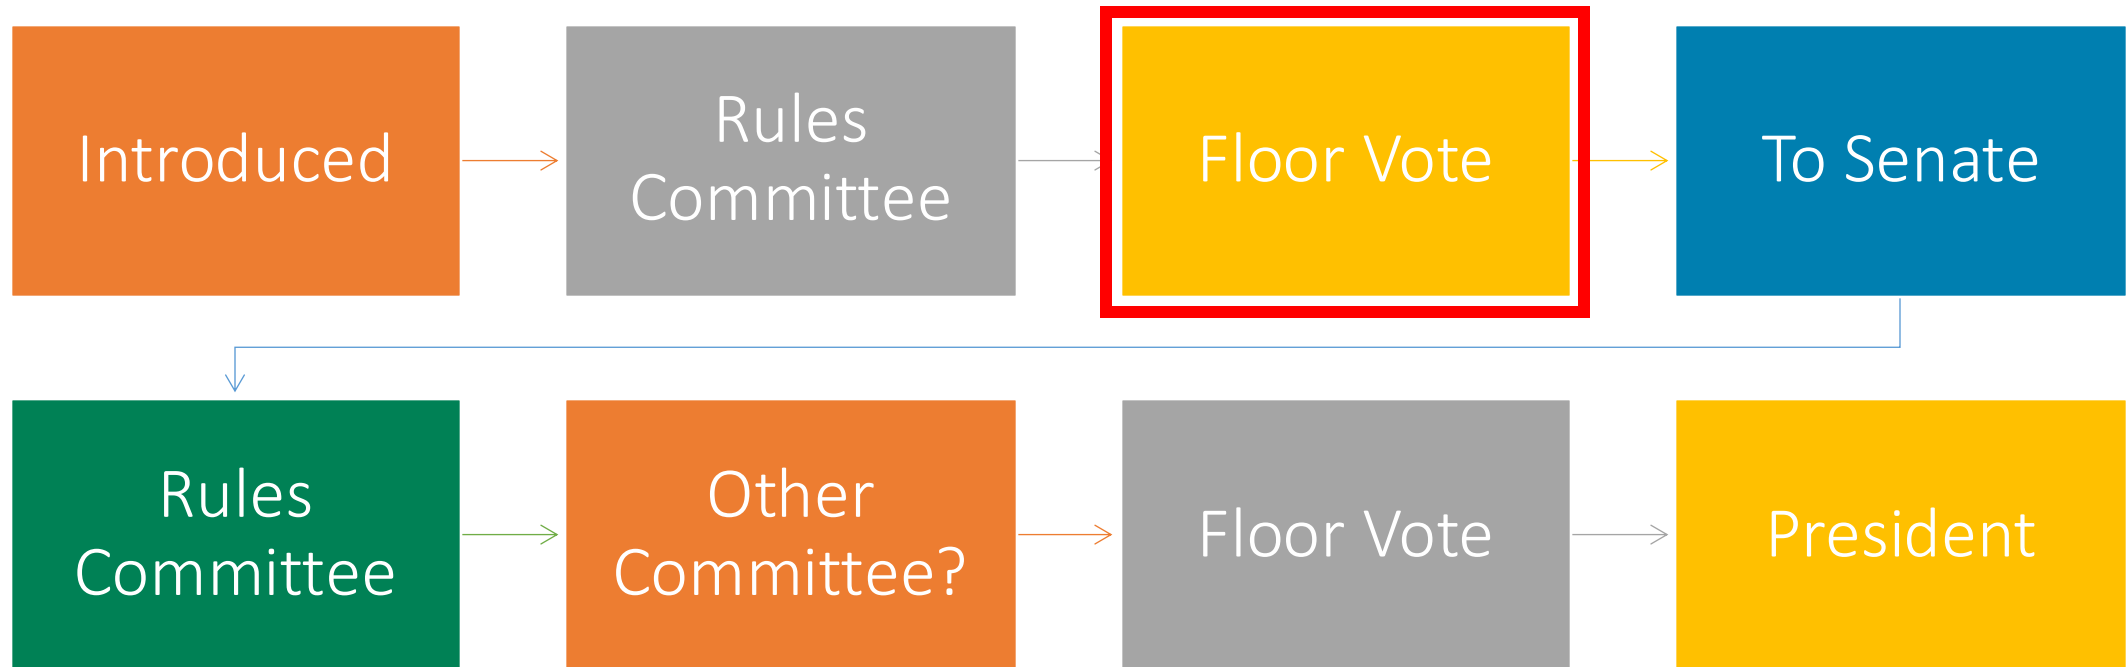 Introduced
Rules
Committee
Floor Vote
To Senate
Rules
Committee
Other
Committee?
Floor Vote
President